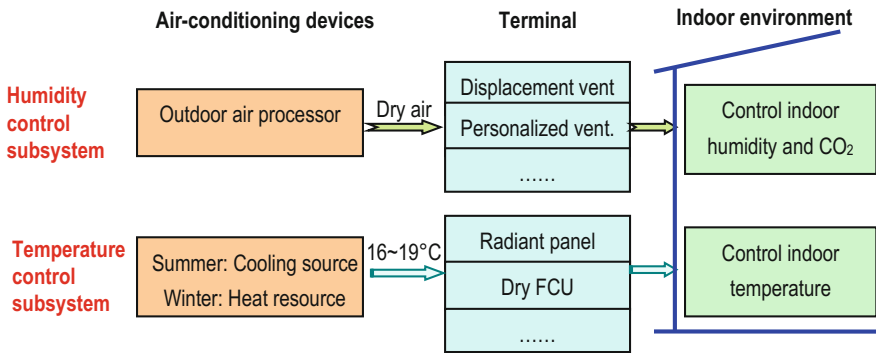 Air-conditioning devices
Terminal
Indoor environment
Humidity
control
subsystem
Outdoor air processor
Dry air
Displacement vent
Personalized vent.
......
Control indoor
humidity and CO₂
Temperature
control
subsystem
Summer: Cooling source
Winter: Heat resource
16~19°C
Radiant panel
Dry FCU
......
Control indoor
temperature